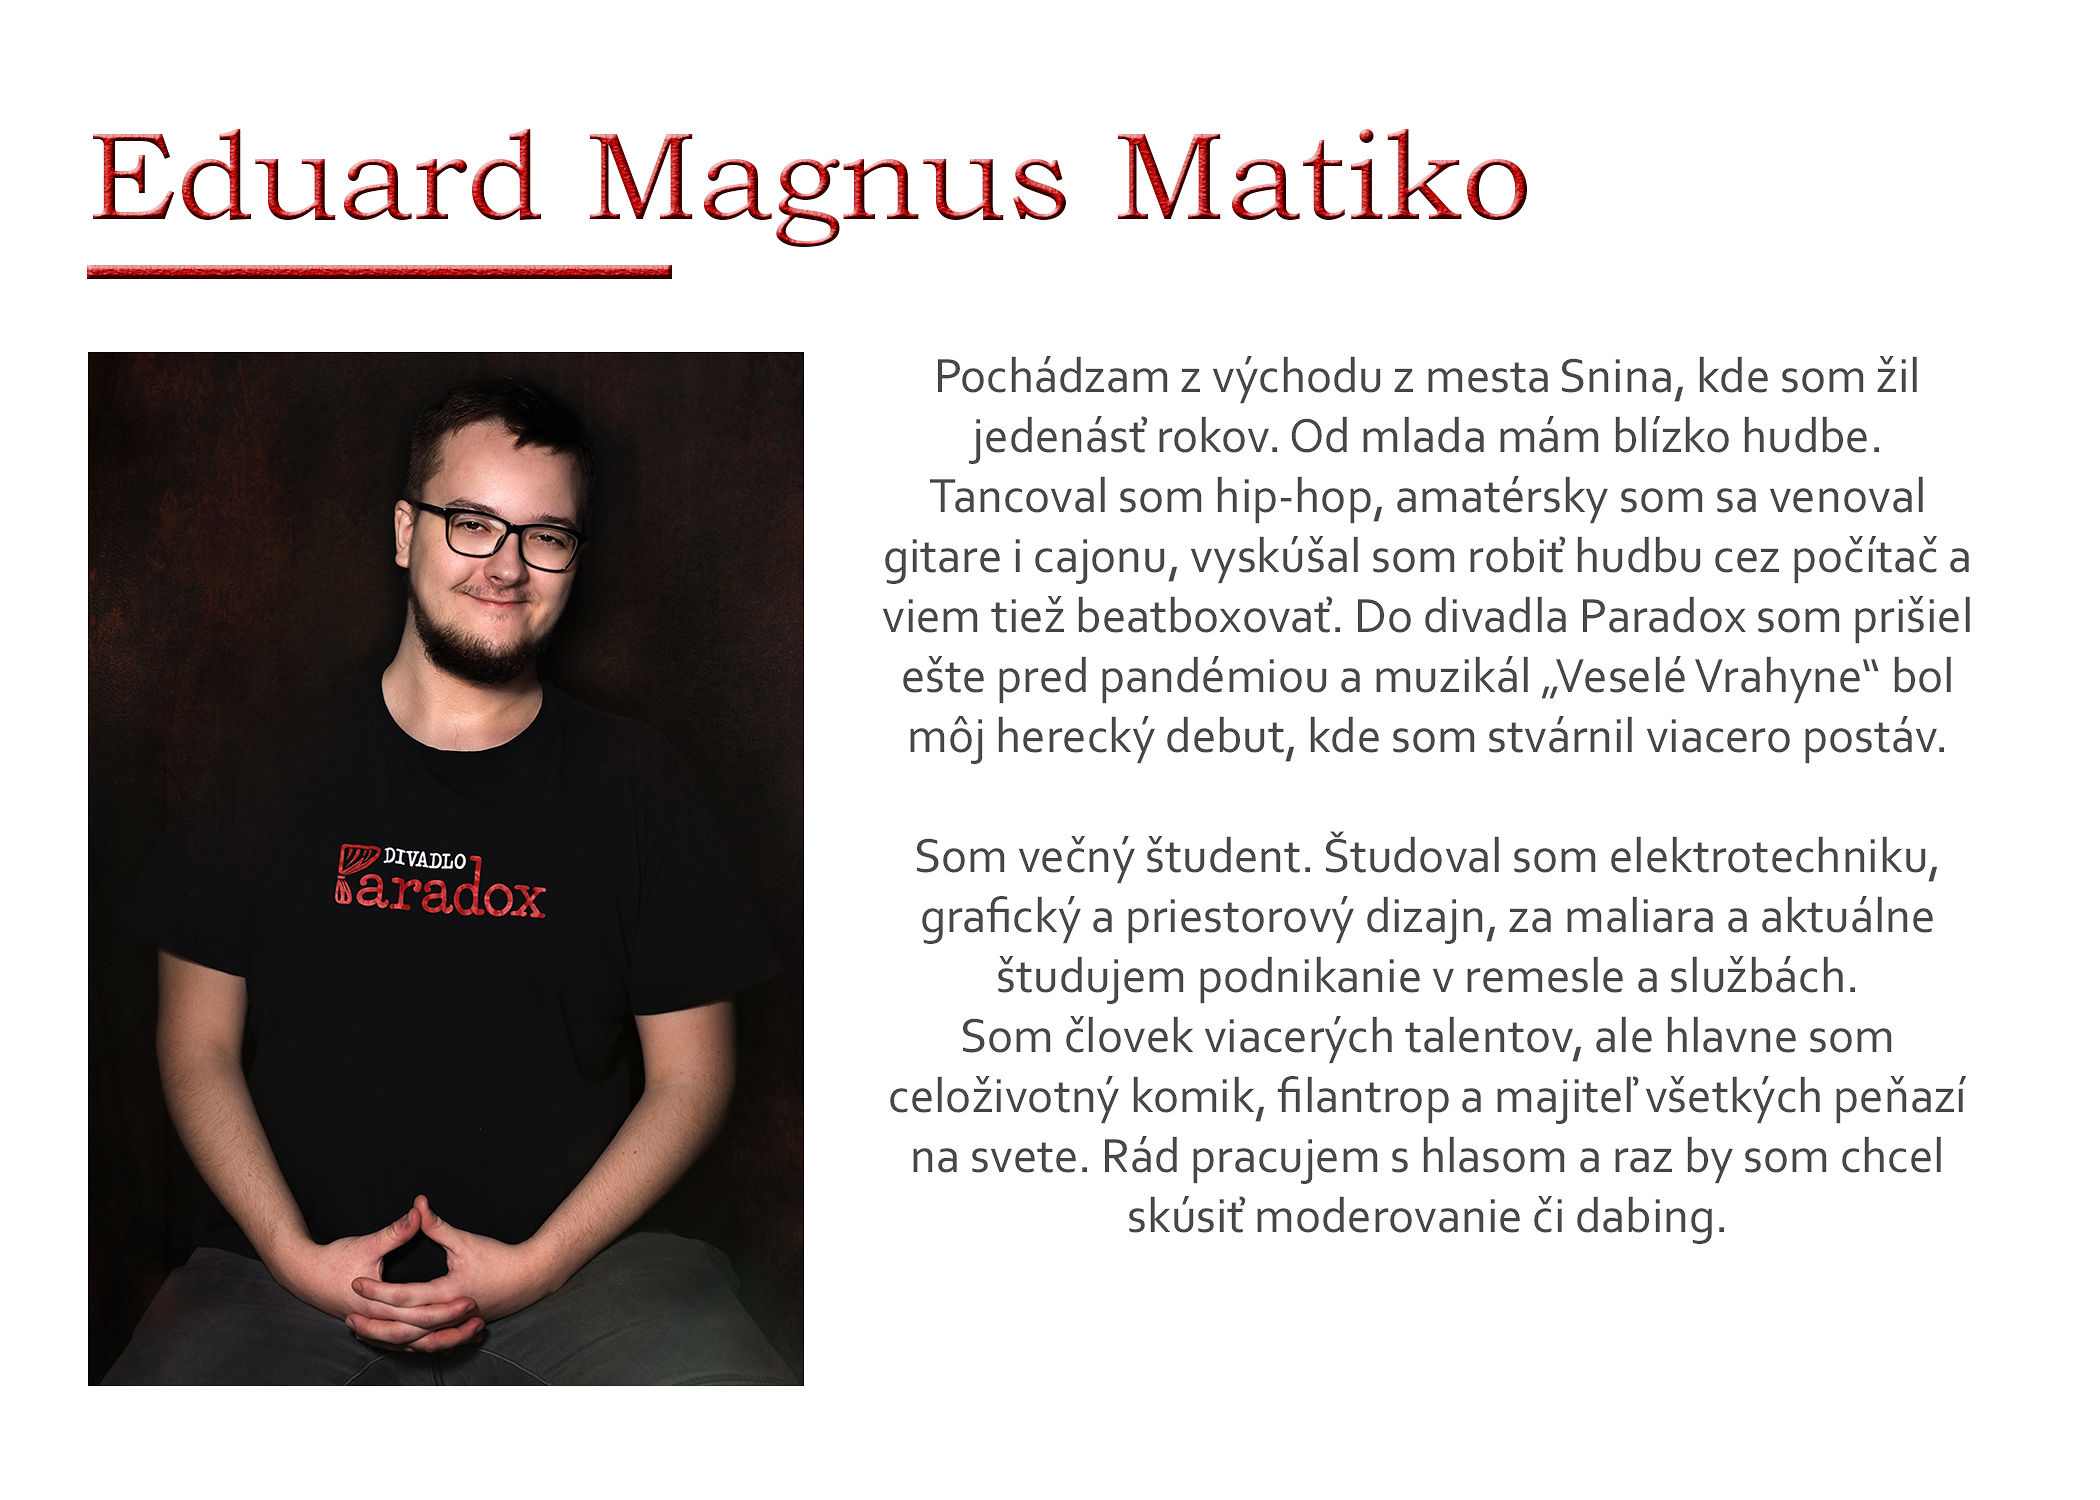 Eduard Magnus Matiko
DIVADLO
Paradox
Pochádzam z východu z mesta Snina, kde som žil
jedenásť rokov. Od mlada mám blízko hudbe.
Tancoval som hip-hop, amatérsky som sa venoval
gitare i cajonu, vyskúšal som robiť hudbu cez počítač a
viem tiež beatboxovať. Do divadla Paradox som prišiel
ešte pred pandémiou a muzikál „Veselé Vrahyne“ bol
môj herecký debut, kde som stvárnil viacero postáv.
Som večný študent. Študoval som elektrotechniku,
grafický a priestorový dizajn, za maliara a aktuálne
študujem podnikanie v remesle a službách.
Som človek viacerých talentov, ale hlavne som
celoživotný komik, filantrop a majiteľ všetkých peňazí
na svete. Rád pracujem s hlasom a raz by som chcel
skúsiť moderovanie či dabing.